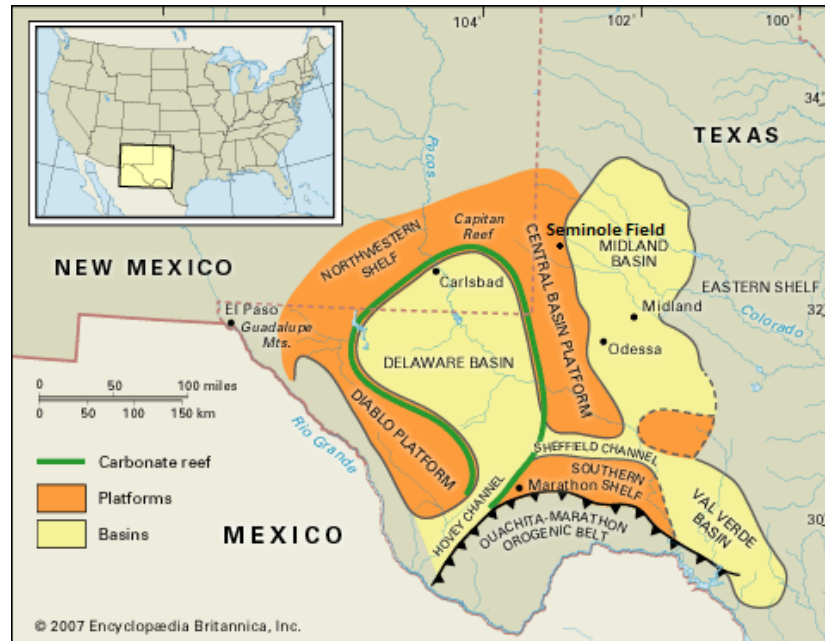 104°
102°
100°
34°
TEXAS
Pecos
Capitan
Reef
Seminole Field
MIDLAND
BASIN
NORTHWESTERN
SHELF
CENTRAL BASIN PLATFORM
NEW MEXICO
Carlsbad
EASTERN SHELF
Midland
32°
El Paso
Guadalupe
Mts.
Colorado
Odessa
DELAWARE BASIN
0 50 100 miles
0 50 100 150 km
DIABLO PLATFORM
Rio Grande
SHEFFIELD CHANNEL
Carbonate reef
SOUTHERN
Marathon SHELF
Platforms
HOVEY CHANNEL
VAL VERDE
BASIN
Basins
MEXICO
OUACHITA-MARATHON
OROGENIC BELT
30°
© 2007 Encyclopædia Britannica, Inc.